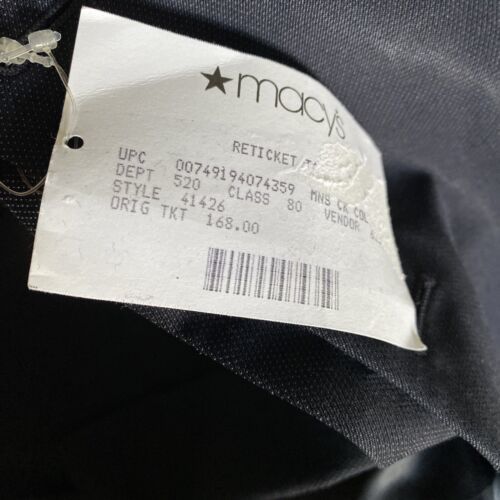 ★macy's
RETICKET
UPC 00749194074359 MNS CK COL
DEPT 520 CLASS 80 VENDOR
STYLE 41426
ORIG TKT 168.00